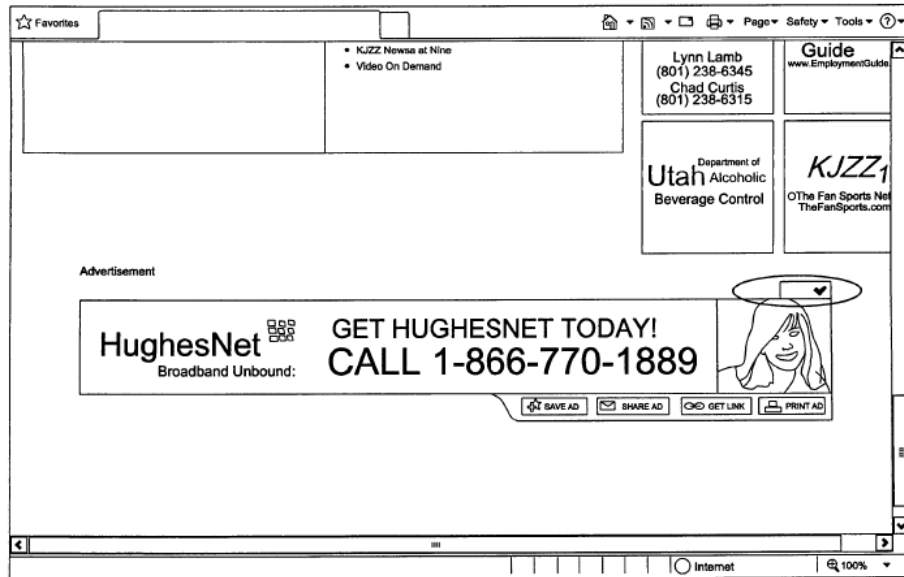 Favorites
Page
Safety
Tools
?
KJZZ Newsa at Nine
Video On Demand
Lynn Lamb
(801) 238-6345
Chad Curtis
(801) 238-6315
Guide
www.EmploymentGuide.
Utah Department of
Alcoholic
Beverage Control
KJZZ1
The Fan Sports Net
TheFanSports.com
Advertisement
HughesNet
Broadband Unbound:
GET HUGHESNET TODAY!
CALL 1-866-770-1889
SAVE AD
SHARE AD
GET LINK
PRINT AD
Internet
100%